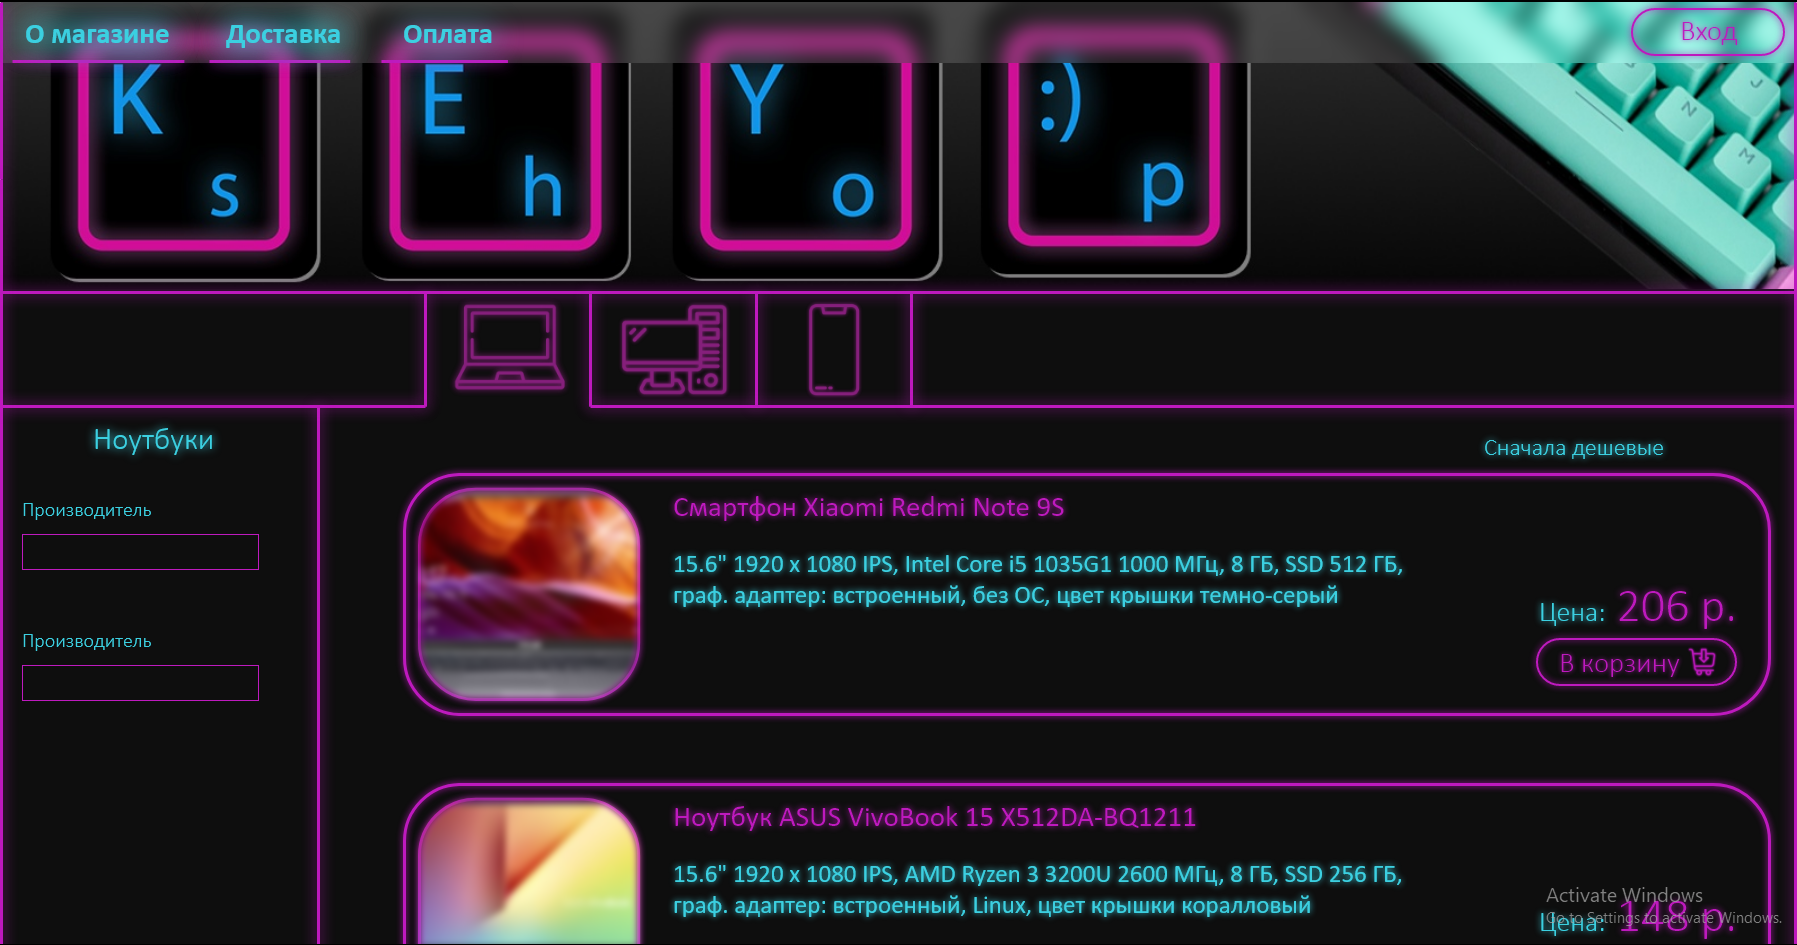 О магазине Доставка Оплата Вход
K E Y :)
s h o p
J
N
M
Ноутбуки
Сначала дешевые
Производитель
Производитель
Смартфон Xiaomi Redmi Note 9S
15.6" 1920 x 1080 IPS, Intel Core i5 1035G1 1000 МГц, 8 ГБ, SSD 512 ГБ,
граф. адаптер: встроенный, без ОС, цвет крышки темно-серый
Цена: 206 р.
В корзину
Ноутбук ASUS VivoBook 15 X512DA-BQ1211
15.6" 1920 x 1080 IPS, AMD Ryzen 3 3200U 2600 МГц, 8 ГБ, SSD 256 ГБ,
граф. адаптер: встроенный, Linux, цвет крышки коралловый
Цена: 148 р.
Activate Windows
Go to Settings to activate Windows.